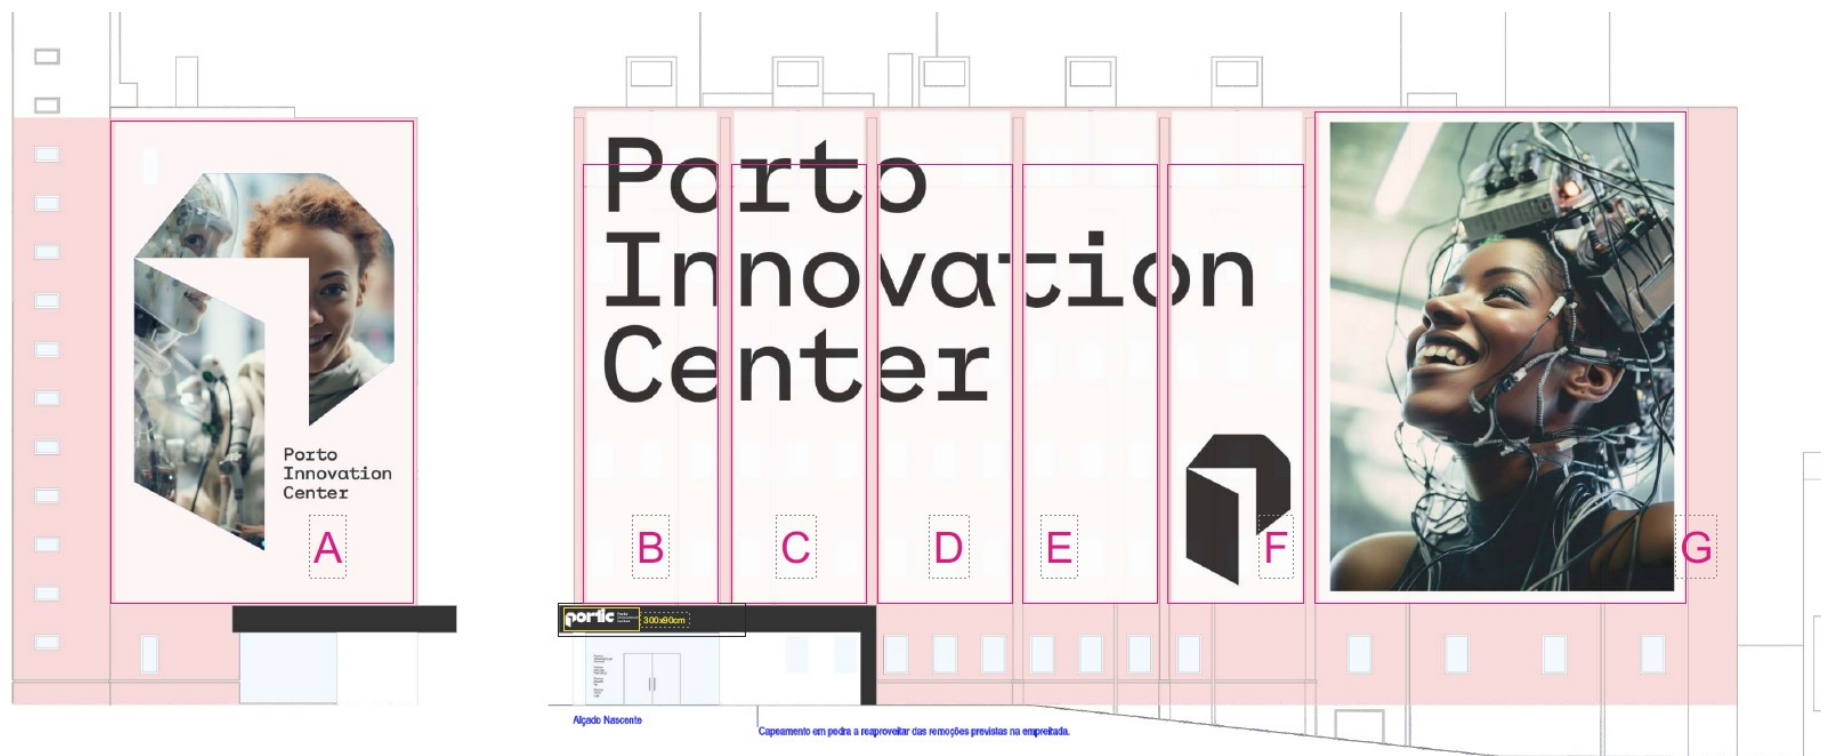 Porto
Innovation
Center
A
Porto
Innovation
Center
B
C
D
E
F
G
portic
300x90cm
Alçado Nascente
Capeamento em pedra a reaproveitar das remoções previstas na empreitada.